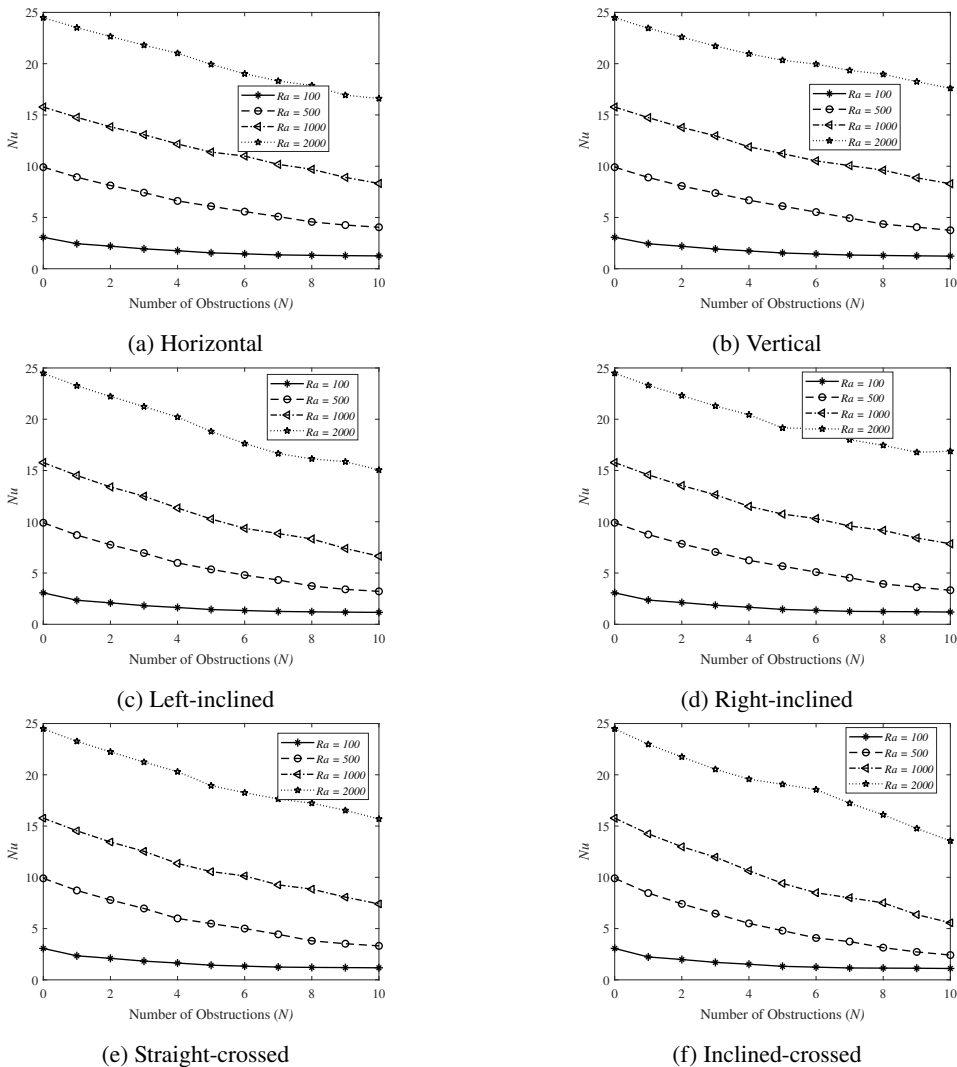 25
20
15
10
5
0
Nu
0 2 4 6 8 10
Number of Obstructions (N)
Ra = 100
Ra = 500
Ra = 1000
Ra = 2000
(a) Horizontal
25
20
15
10
5
0
Nu
0 2 4 6 8 10
Number of Obstructions (N)
Ra = 100
Ra = 500
Ra = 1000
Ra = 2000
(b) Vertical
25
20
15
10
5
0
Nu
0 2 4 6 8 10
Number of Obstructions (N)
Ra = 100
Ra = 500
Ra = 1000
Ra = 2000
(c) Left-inclined
25
20
15
10
5
0
Nu
0 2 4 6 8 10
Number of Obstructions (N)
Ra = 100
Ra = 500
Ra = 1000
Ra = 2000
(d) Right-inclined
25
20
15
10
5
0
Nu
0 2 4 6 8 10
Number of Obstructions (N)
Ra = 100
Ra = 500
Ra = 1000
Ra = 2000
(e) Straight-crossed
25
20
15
10
5
0
Nu
0 2 4 6 8 10
Number of Obstructions (N)
Ra = 100
Ra = 500
Ra = 1000
Ra = 2000
(f) Inclined-crossed